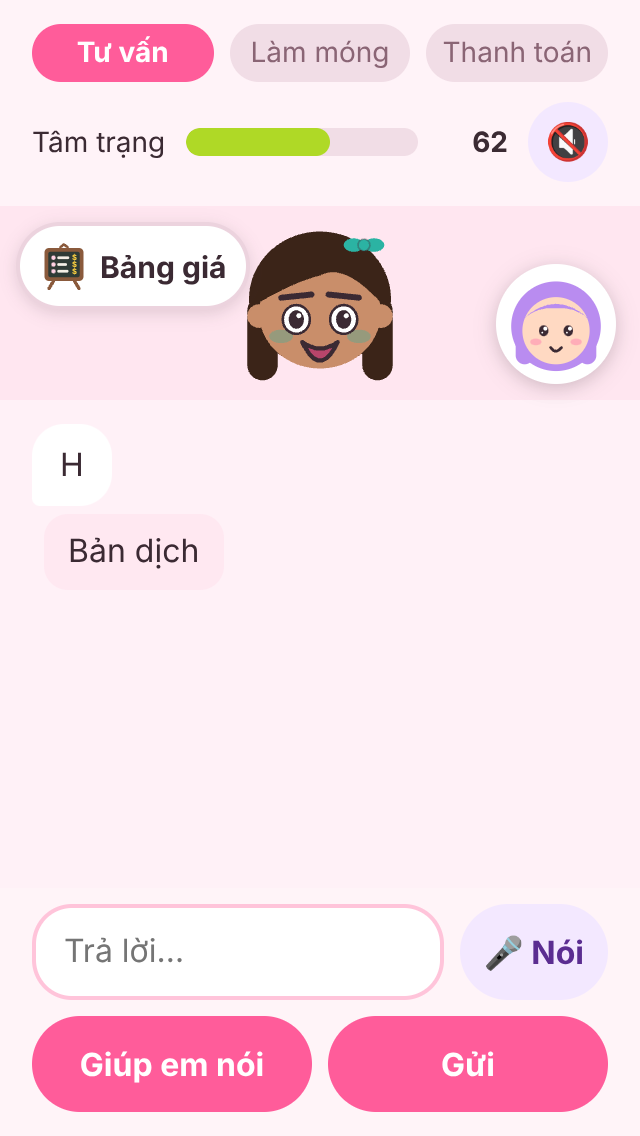 Tư vấn
Làm móng
Thanh toán
Tâm trạng
62
Bảng giá
H
Bản dịch
Trả lời...
Nói
Giúp em nói
Gửi